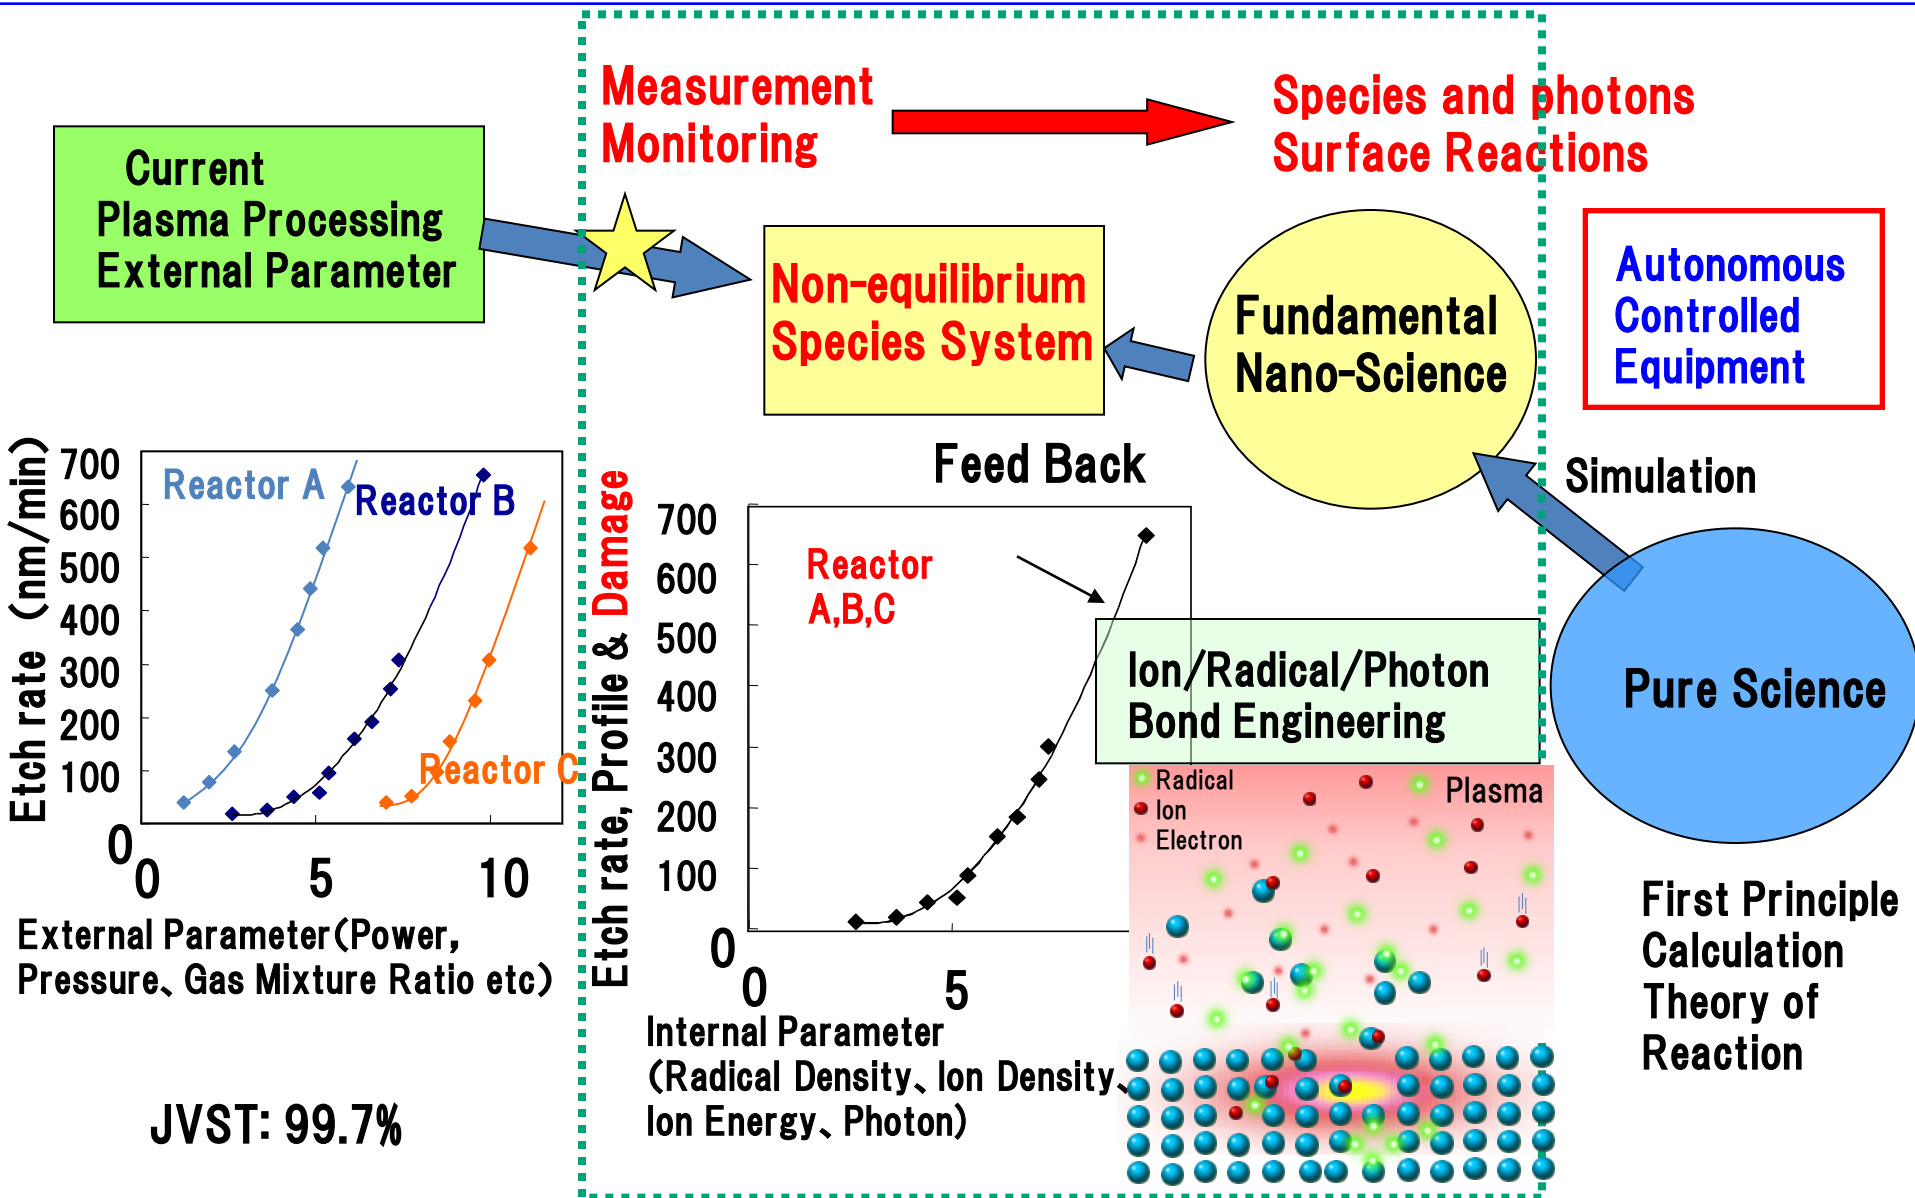 Measurement
Monitoring
Species and photons
Surface Reactions
Current
Plasma Processing
External Parameter
Non-equilibrium
Species System
Fundamental
Nano-Science
Autonomous
Controlled
Equipment
Feed Back
Simulation
Pure Science
First Principle
Calculation
Theory of
Reaction
Etch rate (nm/min)
700
600
500
400
300
200
100
0
0
5
10
Reactor A
Reactor B
Reactor C
External Parameter(Power,
Pressure、Gas Mixture Ratio etc)
JVST: 99.7%
Etch rate, Profile & Damage
700
600
500
400
300
200
100
0
0
5
Reactor
A,B,C
Internal Parameter
(Radical Density、Ion Density、
Ion Energy、Photon)
Ion/Radical/Photon
Bond Engineering
Radical
Ion
Electron
Plasma